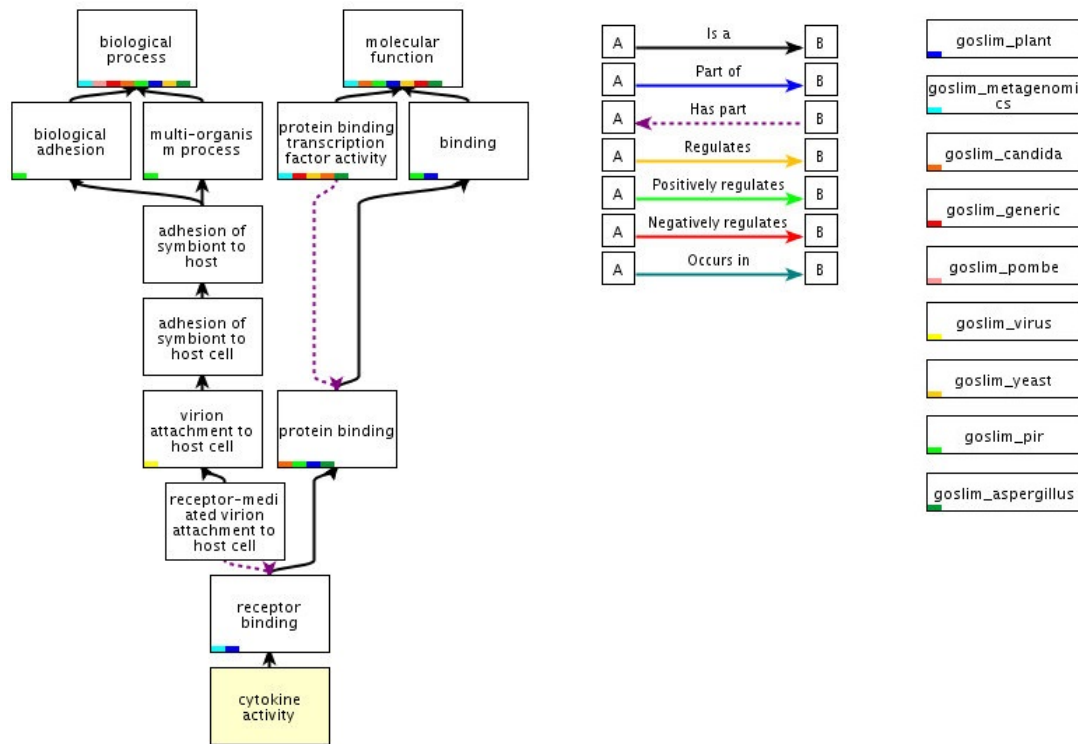 biological
process
molecular
function
biological
adhesion
multi-organis
m process
protein binding
transcription
factor activity
binding
adhesion of
symbiont to
host
adhesion of
symbiont to
host cell
virion
attachment to
host cell
protein binding
receptor-medi
ated virion
attachment to
host cell
receptor
binding
cytokine
activity
A Is a B
A Part of B
A Has part B
A Regulates B
A Positively regulates B
A Negatively regulates B
A Occurs in B
goslim_plant
goslim_metagenomi
cs
goslim_candida
goslim_generic
goslim_pombe
goslim_virus
goslim_yeast
goslim_pir
goslim_aspergillus